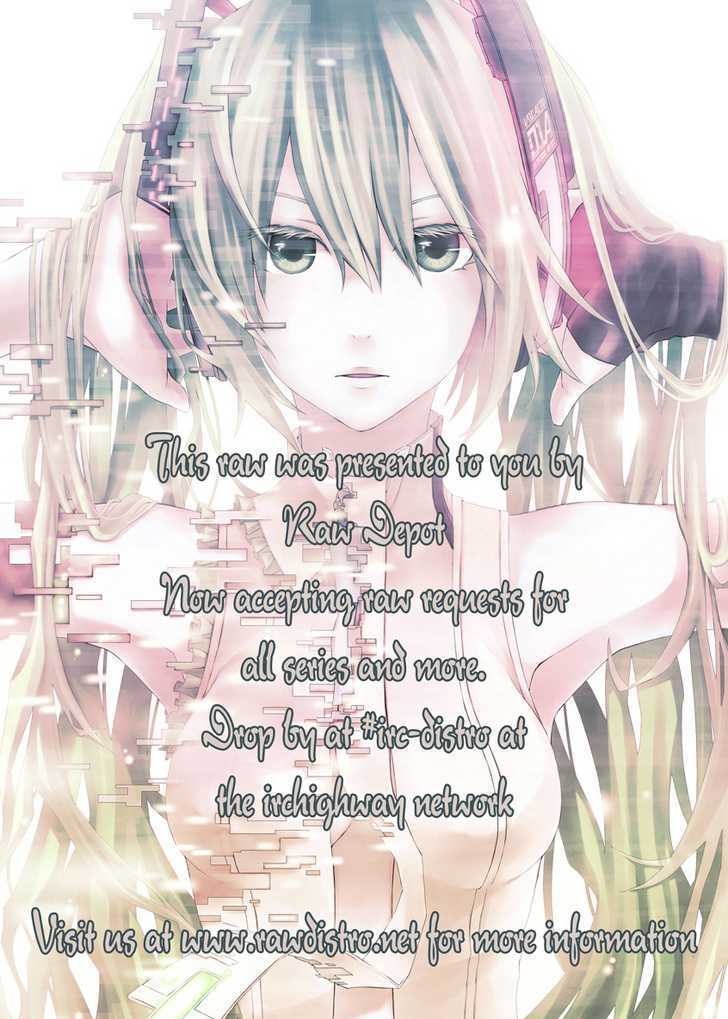 This raw was presented to you by
Raw Depot
Now accepting raw requests for
all series and more.
Drop by at #irc-distro at
the irchighway network
Visit us at www.rawdistro.net for more information